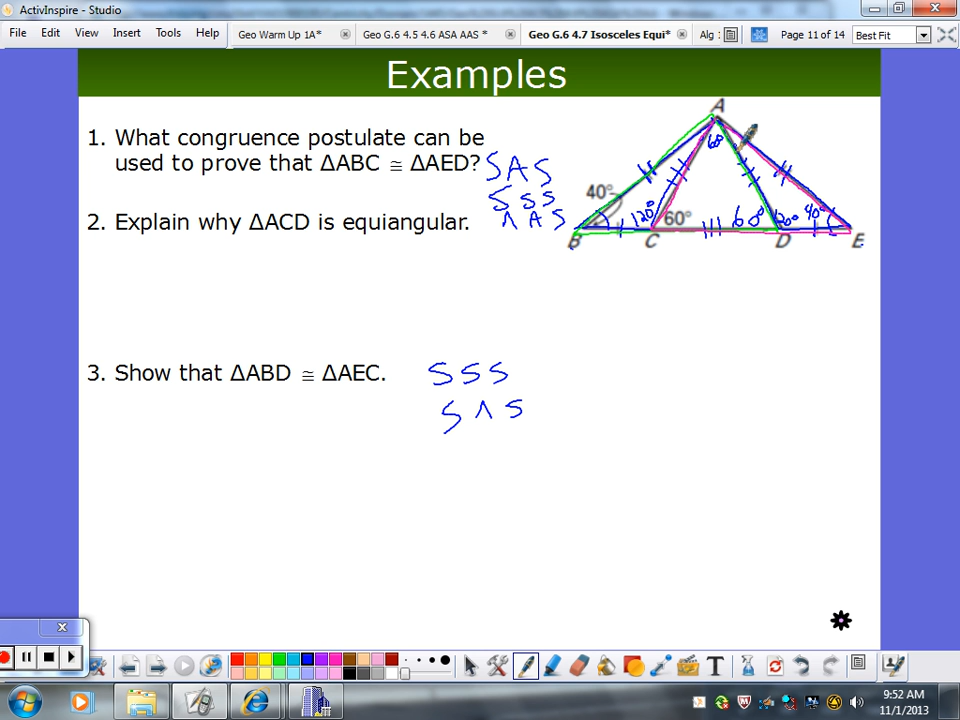 ActivInspire - Studio
File Edit View Insert Tools Help Geo Warm Up 1A* Geo G.6 4.5 4.6 ASA AAS * Geo G.6 4.7 Isosceles Equi* Alg : Page 11 of 14 Best Fit
Examples
1. What congruence postulate can be
used to prove that ΔABC ≅ ΔAED? SAS
SSS
AAS
2. Explain why ΔACD is equiangular.
A
60°
40°
120° 60° 60° 120° 40°
B C D E
3. Show that ΔABD ≅ ΔAEC. SSS
SAS
9:52 AM
11/1/2013